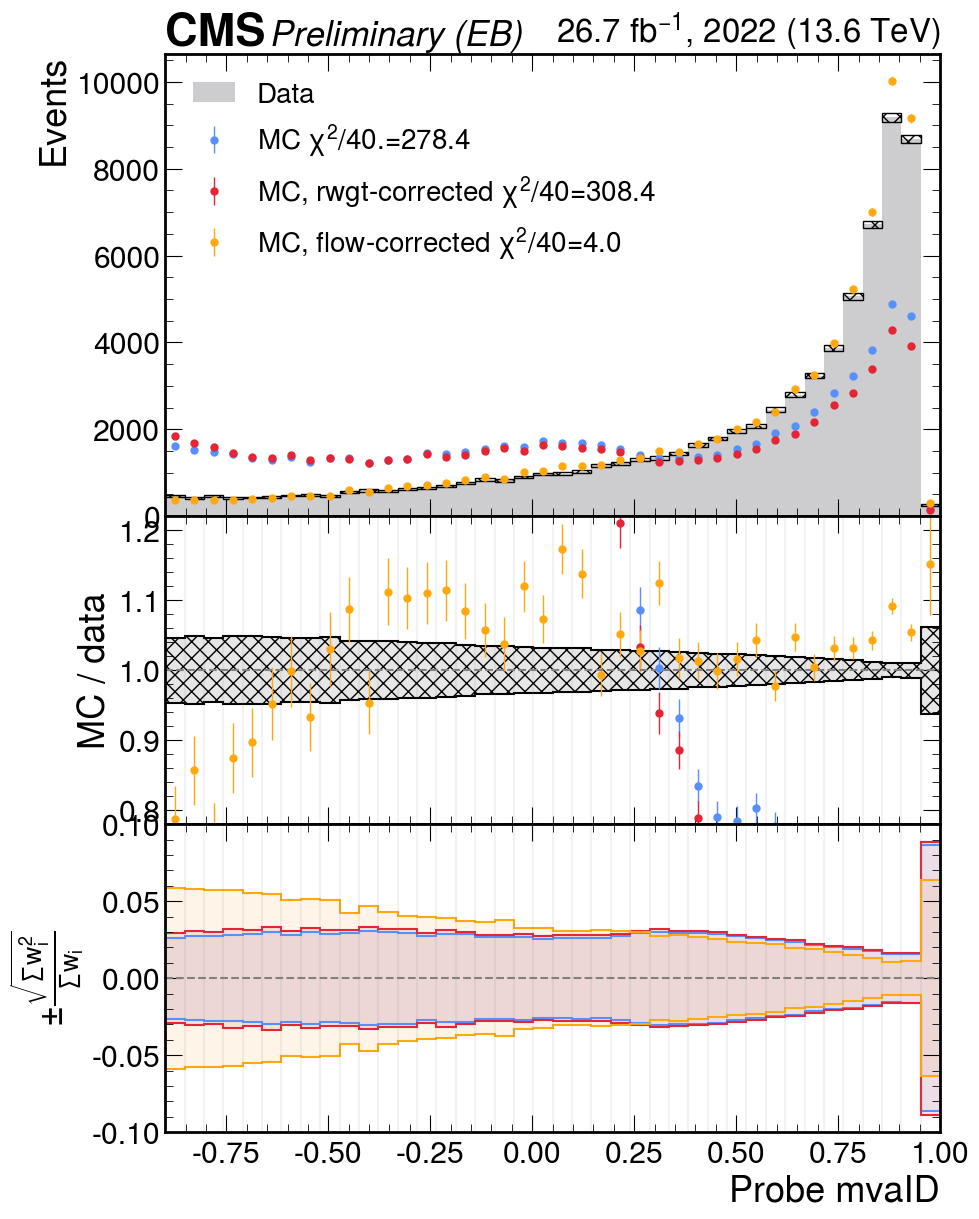 CMS Preliminary (EB) 26.7 fb⁻¹, 2022 (13.6 TeV)
Events
10000
8000
6000
4000
2000
0
Data
MC χ²/40.=278.4
MC, rwgt-corrected χ²/40=308.4
MC, flow-corrected χ²/40=4.0
MC / data
1.2
1.1
1.0
0.9
0.8
±√Σwᵢ² / Σwᵢ
0.10
0.05
0.00
-0.05
-0.10
-0.75 -0.50 -0.25 0.00 0.25 0.50 0.75 1.00
Probe mvaID